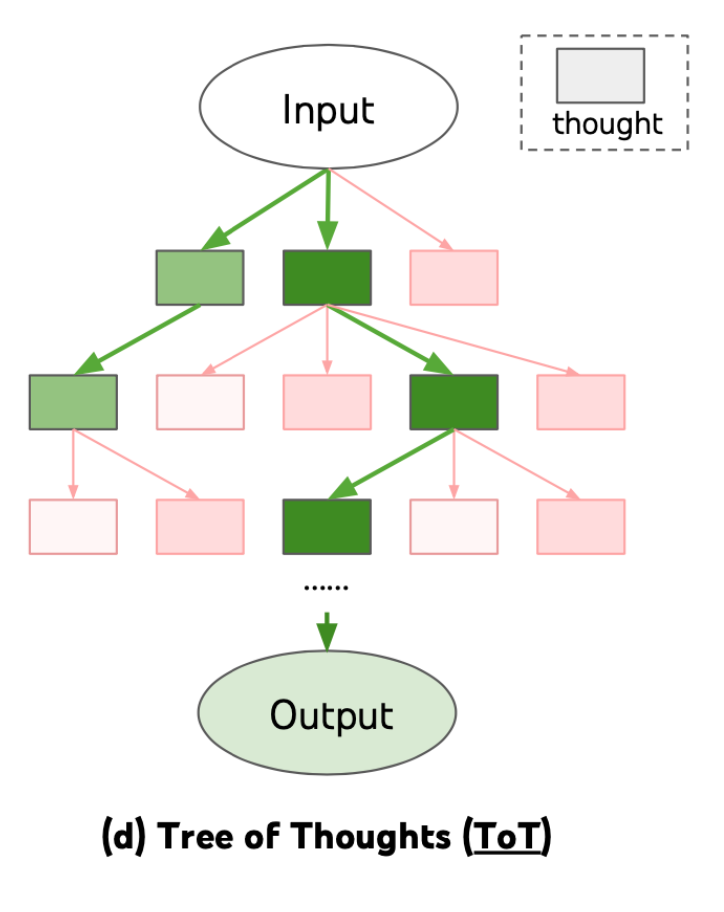 Input
thought
......
Output
(d) Tree of Thoughts (ToT)